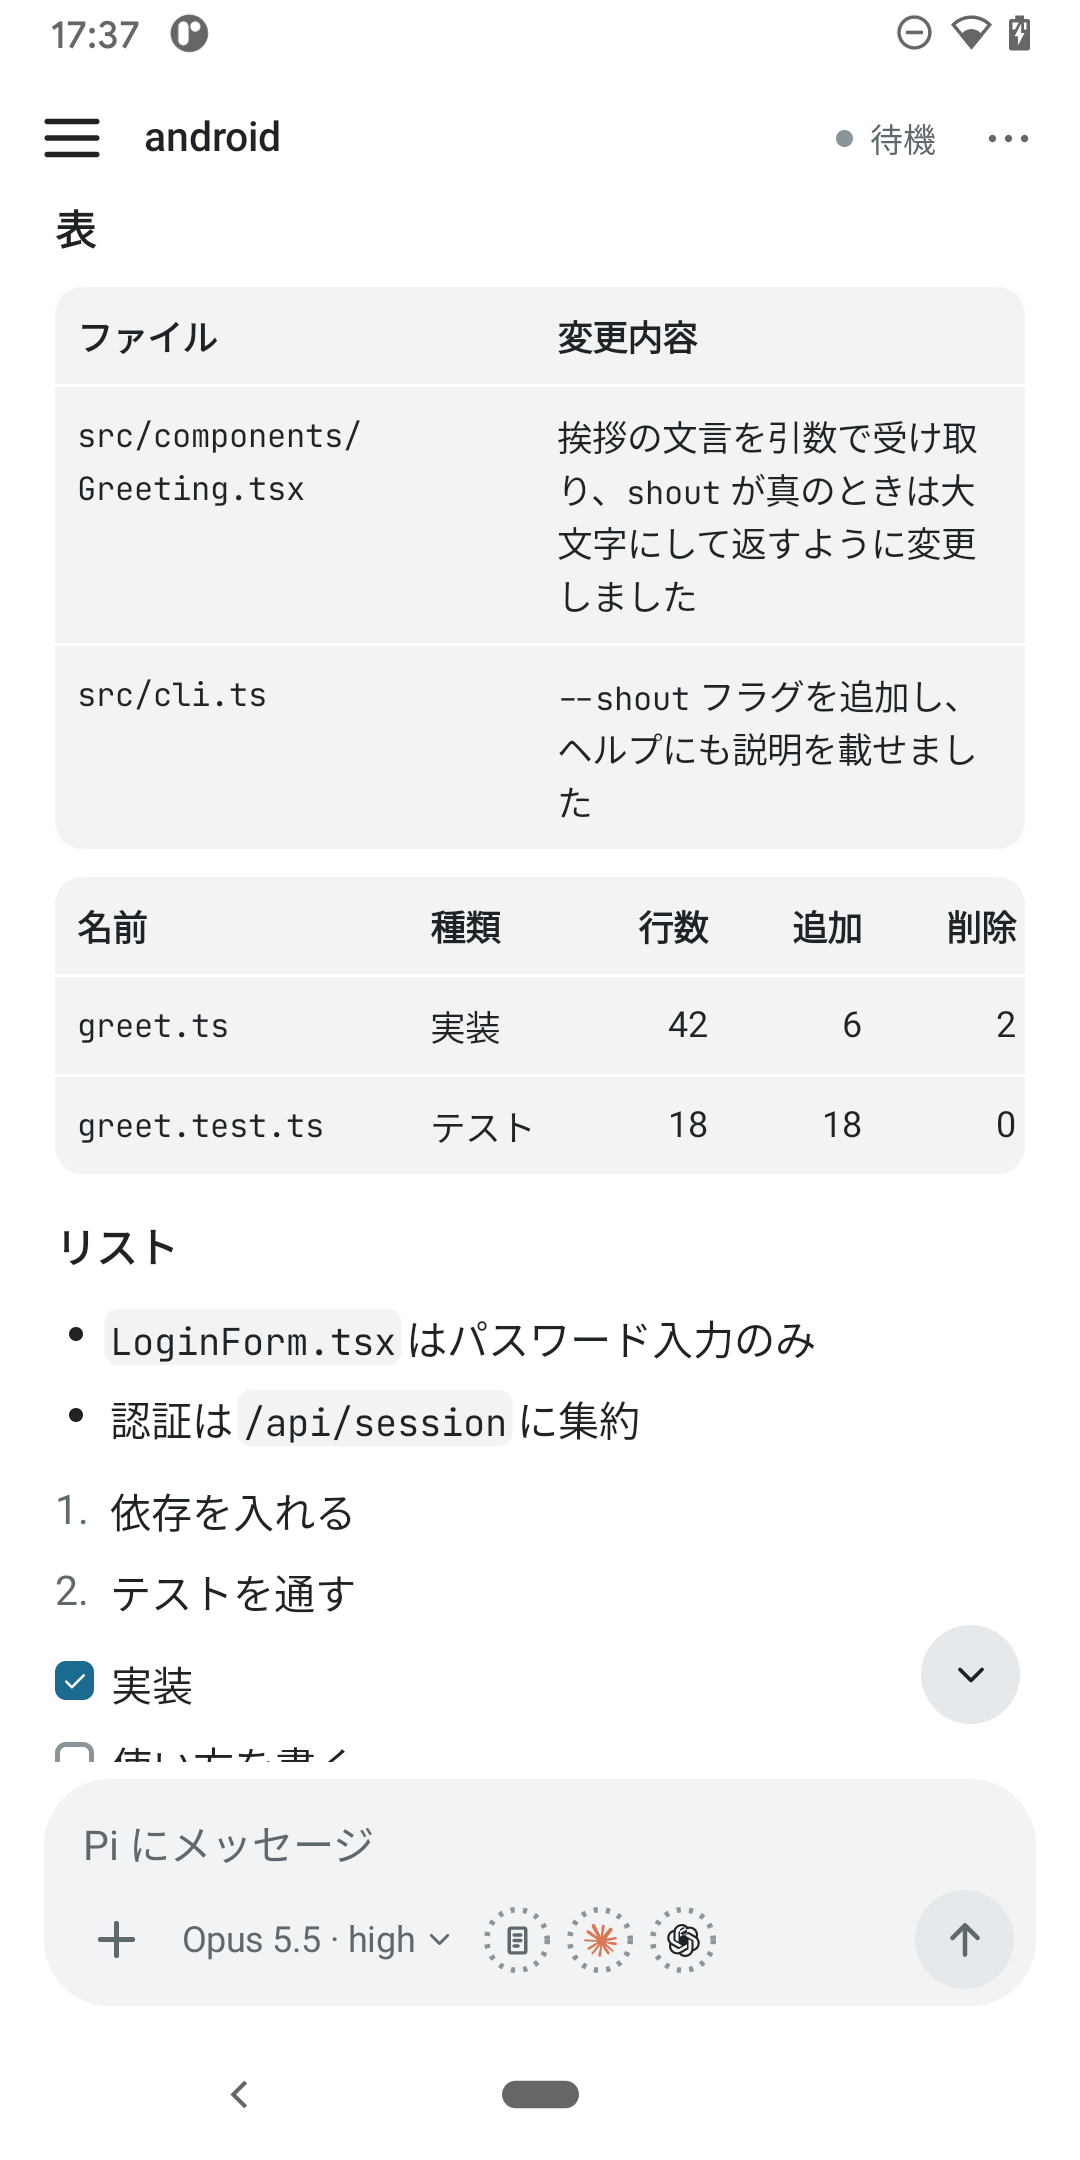 17:37
android
待機
表
ファイル 変更内容
src/components/ 挨拶の文言を引数で受け取
Greeting.tsx り、shout が真のときは大
文字にして返すように変更
しました
src/cli.ts --shout フラグを追加し、
ヘルプにも説明を載せまし
た
名前 種類 行数 追加 削除
greet.ts 実装 42 6 2
greet.test.ts テスト 18 18 0
リスト
• LoginForm.tsx はパスワード入力のみ
• 認証は /api/session に集約
1. 依存を入れる
2. テストを通す
実装
使い方を書く
Pi にメッセージ
Opus 5.5 · high